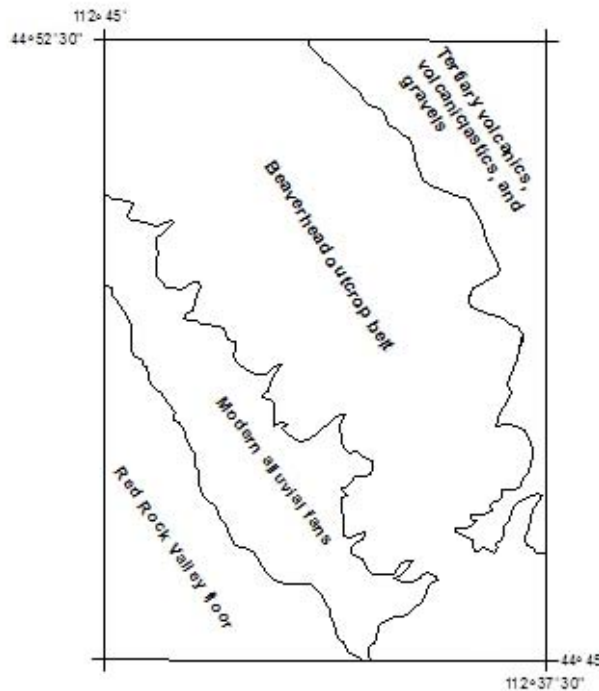 112° 45'
44° 52' 30"
Tertiary volcanics,
volcaniclastics, and
gravels
Beaverhead outcrop belt
Modern alluvial fans
Red Rock Valley floor
44° 45'
112° 37' 30"